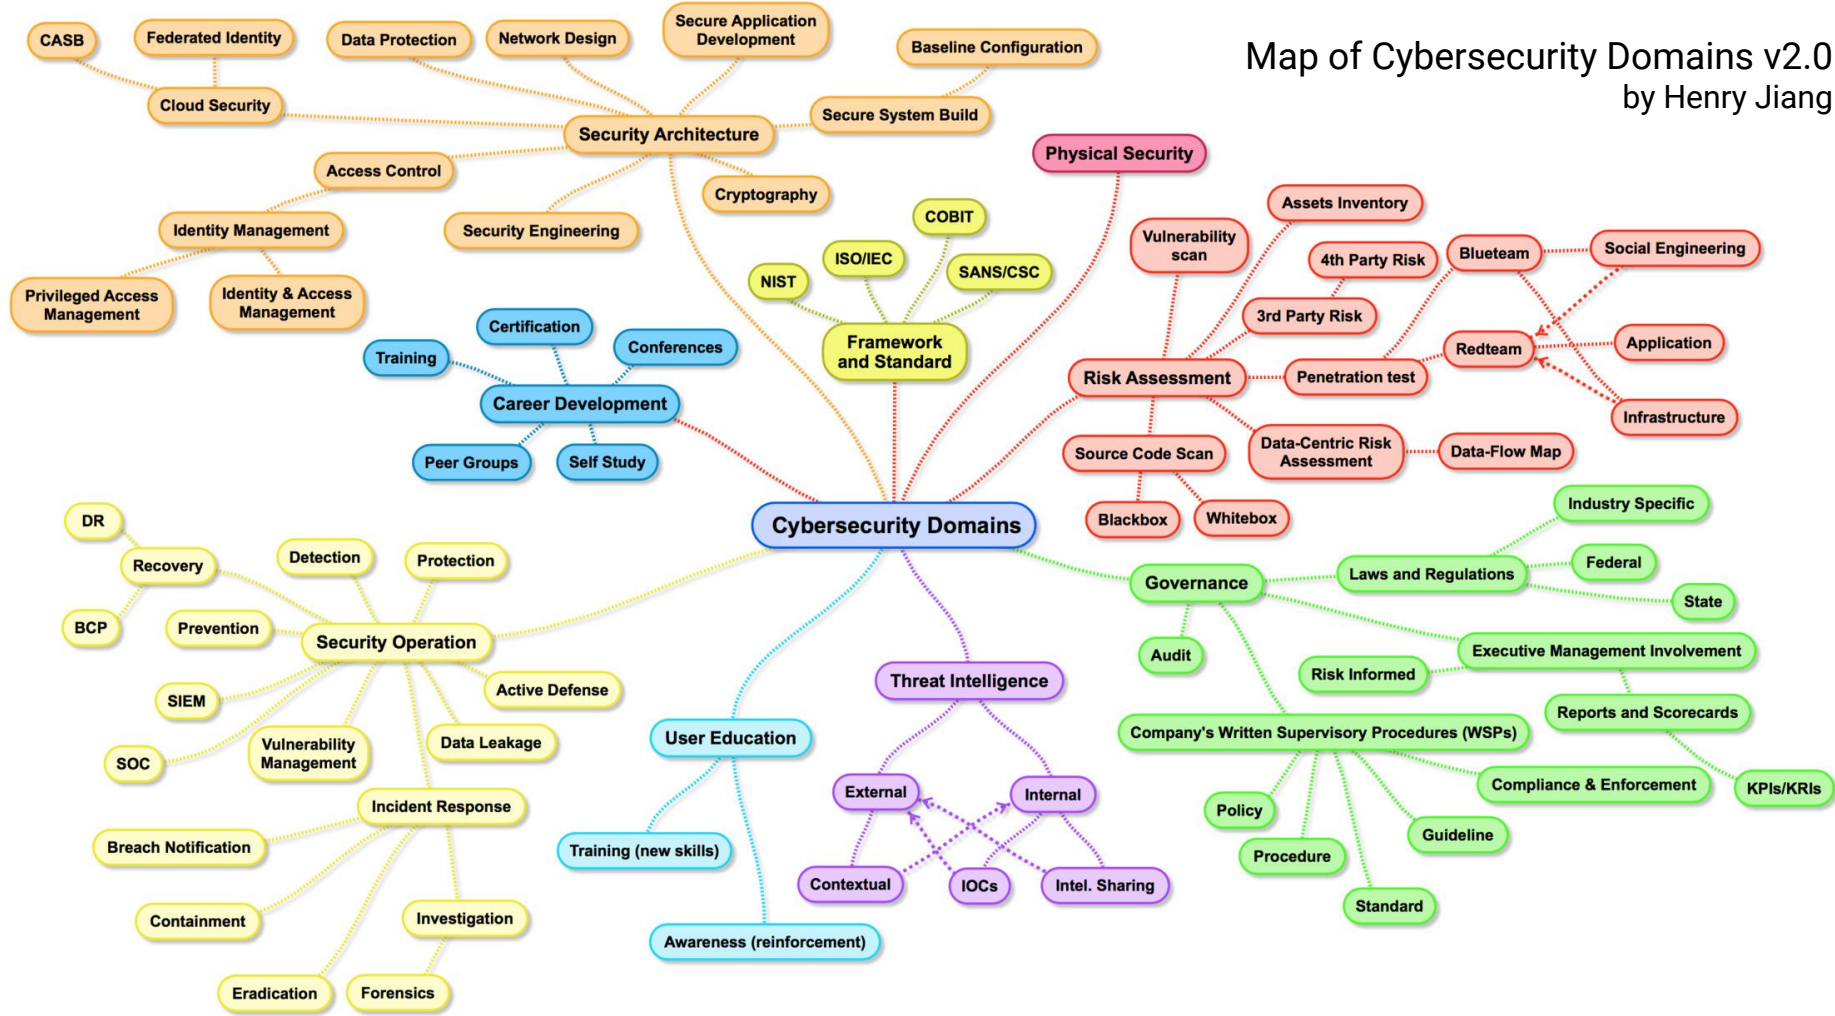 Map of Cybersecurity Domains v2.0
by Henry Jiang
CASB
Federated Identity
Data Protection
Network Design
Secure Application
Development
Baseline Configuration
Cloud Security
Security Architecture
Secure System Build
Access Control
Cryptography
Identity Management
Security Engineering
Privileged Access
Management
Identity & Access
Management
Physical Security
COBIT
ISO/IEC
SANS/CSC
NIST
Framework
and Standard
Certification
Training
Conferences
Career Development
Peer Groups
Self Study
Assets Inventory
Vulnerability
scan
4th Party Risk
Blueteam
Social Engineering
3rd Party Risk
Redteam
Application
Risk Assessment
Penetration test
Infrastructure
Source Code Scan
Data-Centric Risk
Assessment
Data-Flow Map
Blackbox
Whitebox
Cybersecurity Domains
Industry Specific
Governance
Laws and Regulations
Federal
State
Audit
Executive Management Involvement
Risk Informed
Reports and Scorecards
Company's Written Supervisory Procedures (WSPs)
Compliance & Enforcement
KPIs/KRIs
Policy
Guideline
Procedure
Standard
DR
Recovery
Detection
Protection
BCP
Prevention
Security Operation
SIEM
Active Defense
SOC
Vulnerability
Management
Data Leakage
Incident Response
Breach Notification
Containment
Investigation
Eradication
Forensics
User Education
Training (new skills)
Awareness (reinforcement)
Threat Intelligence
External
Internal
Contextual
IOCs
Intel. Sharing